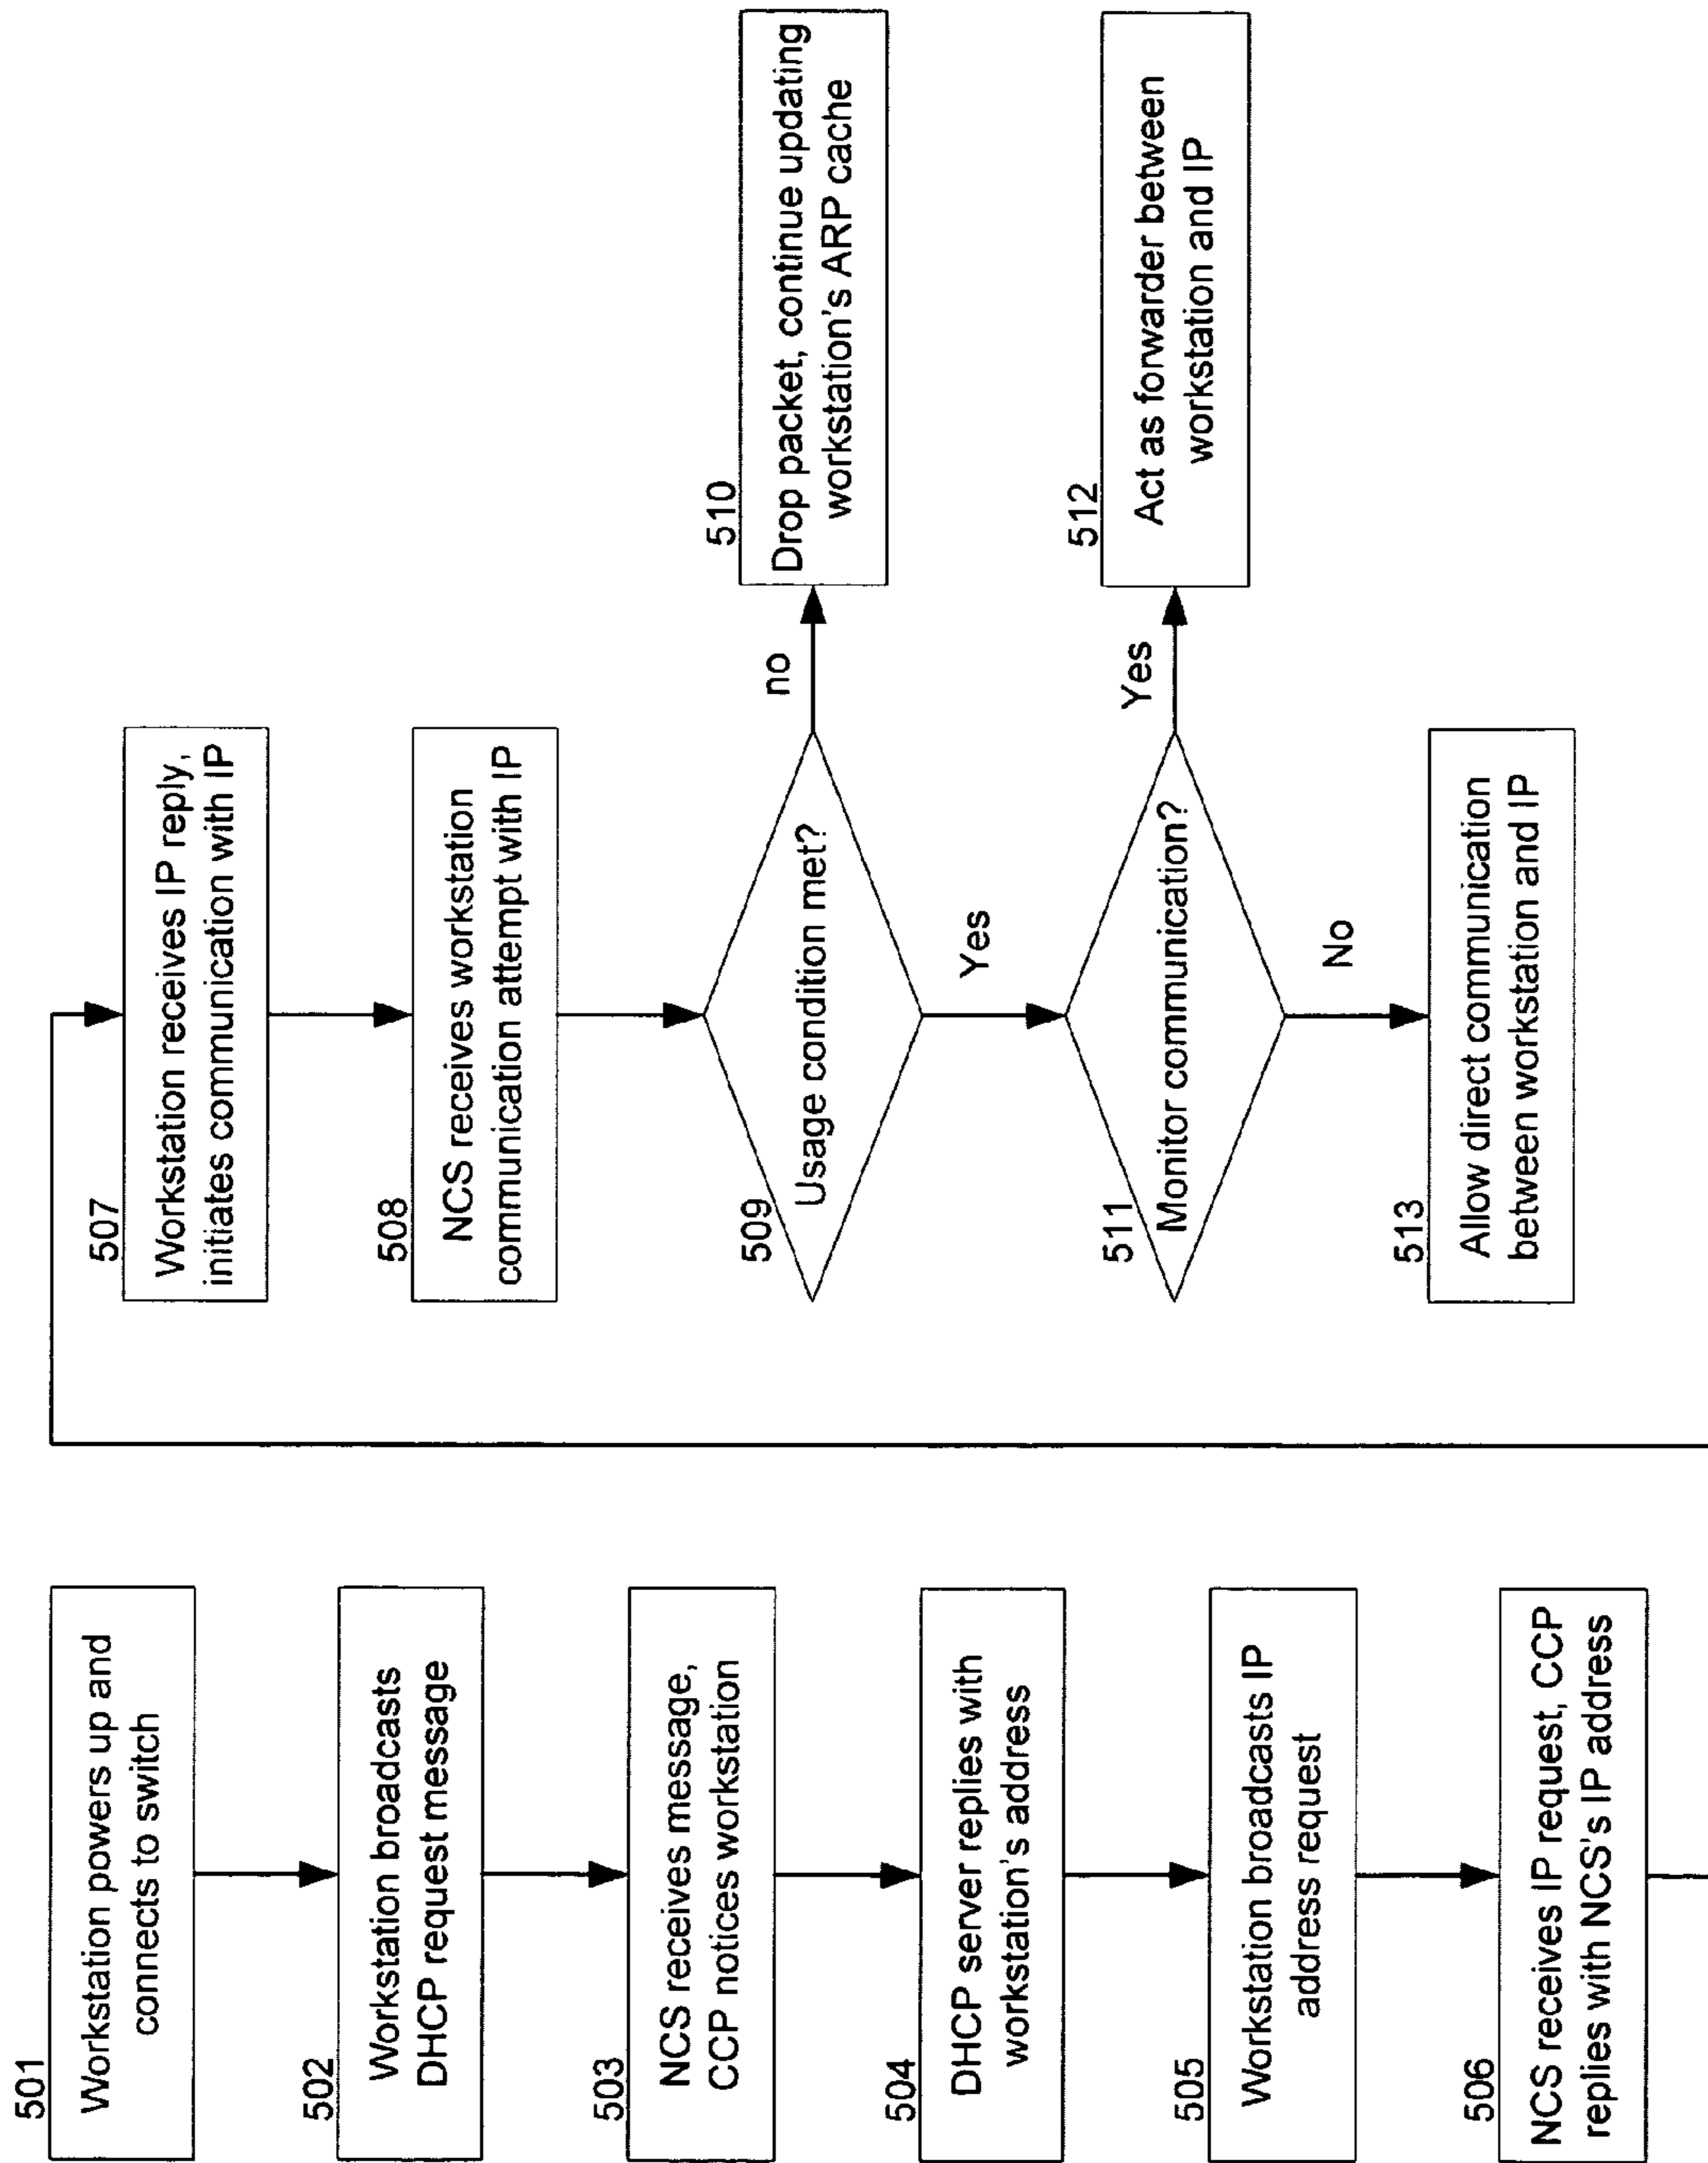 501
Workstation powers up and
connects to switch
502
Workstation broadcasts
DHCP request message
503
NCS receives message,
CCP notices workstation
504
DHCP server replies with
workstation's address
505
Workstation broadcasts IP
address request
506
NCS receives IP request, CCP
replies with NCS's IP address
507
Workstation receives IP reply,
initiates communication with IP
508
NCS receives workstation
communication attempt with IP
509
Usage condition met?
no
510
Drop packet, continue updating
workstation's ARP cache
Yes
511
Monitor communication?
Yes
512
Act as forwarder between
workstation and IP
No
513
Allow direct communication
between workstation and IP